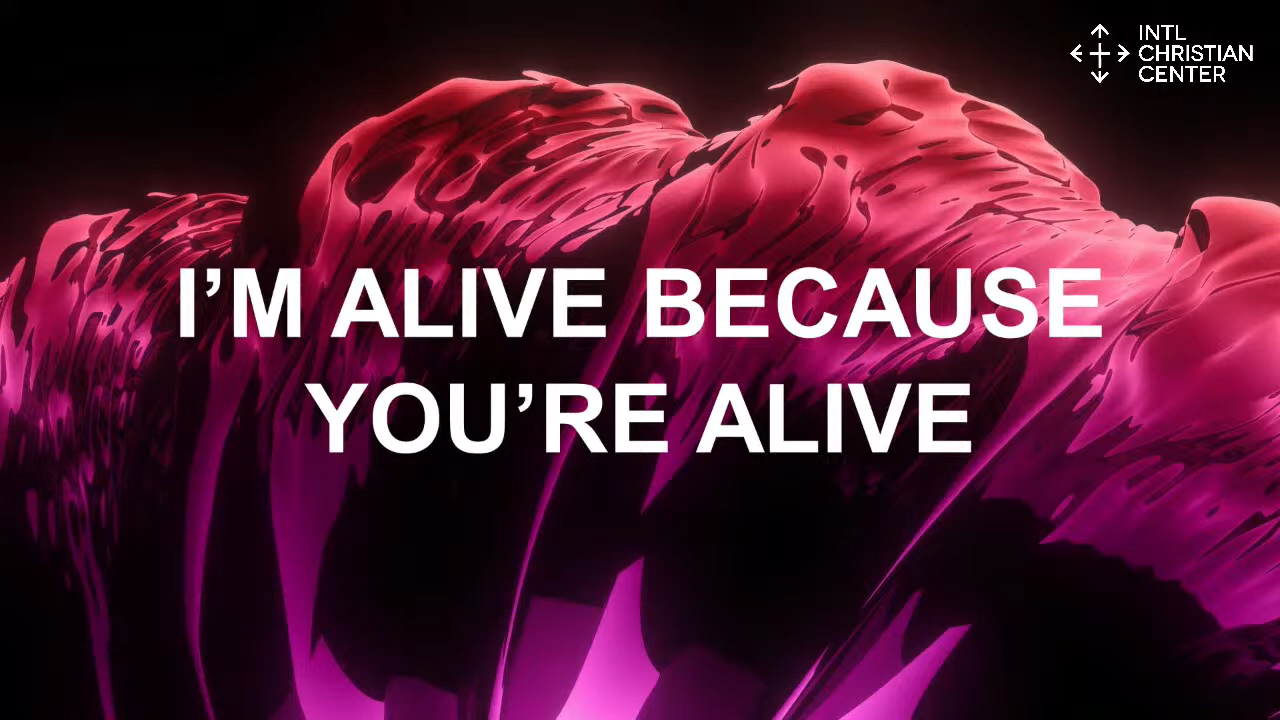 INTL
CHRISTIAN
CENTER
I’M ALIVE BECAUSE
YOU’RE ALIVE